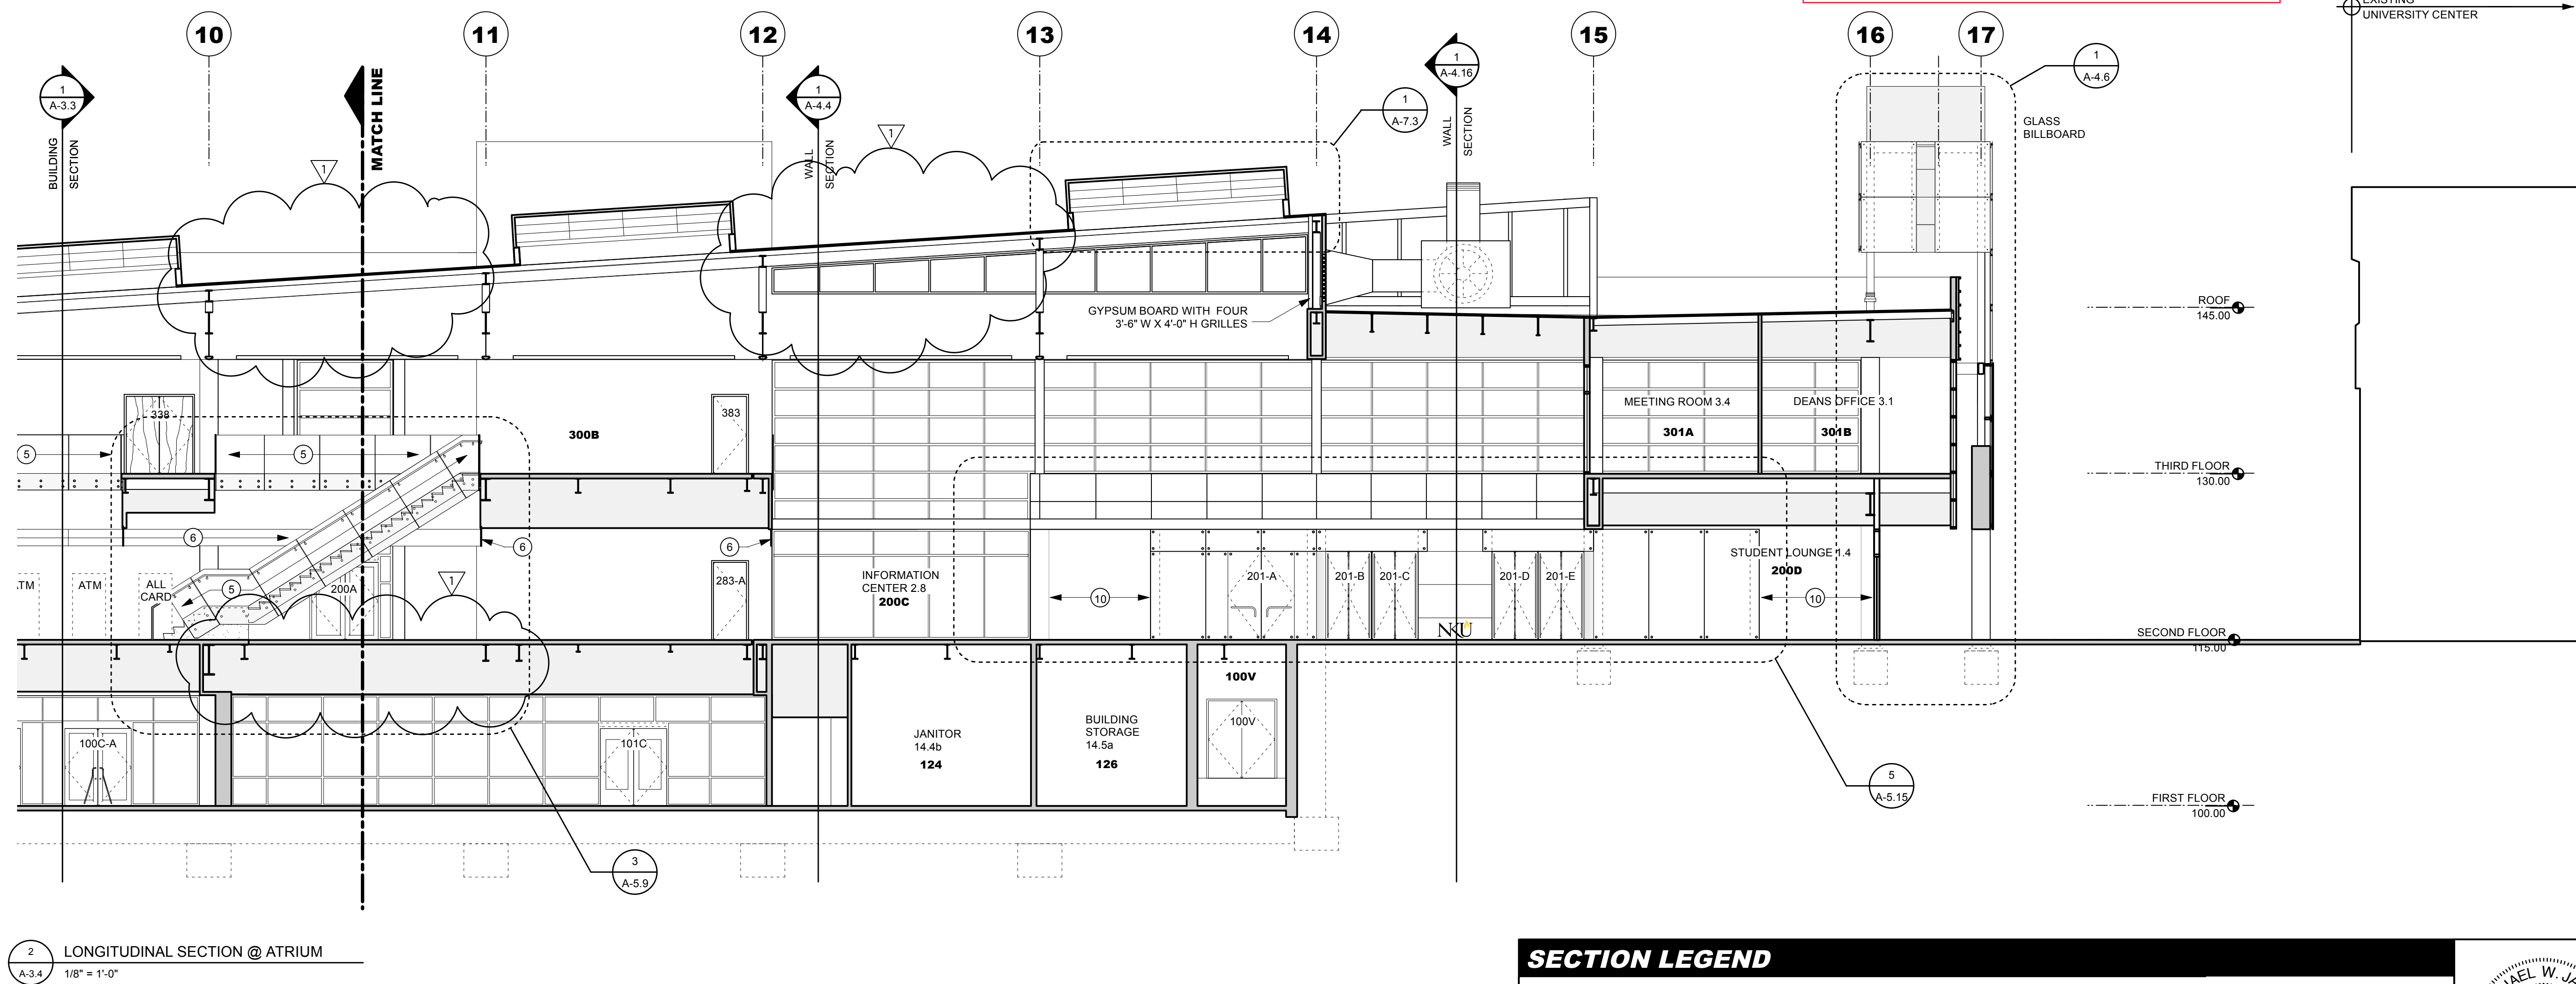 EXISTING
UNIVERSITY CENTER
10
11
12
13
14
15
16
17
1
A-3.3
BUILDING
SECTION
MATCH LINE
1
A-4.4
WALL
SECTION
1
A-7.3
1
A-4.16
WALL
SECTION
1
A-4.6
GLASS
BILLBOARD
1
1
GYPSUM BOARD WITH FOUR
3'-6" W X 4'-0" H GRILLES
ROOF
145.00
338
383
300B
MEETING ROOM 3.4
301A
DEANS OFFICE 3.1
301B
5
5
THIRD FLOOR
130.00
6
6
6
ATM
ALL
CARD
5
200A
1
283-A
INFORMATION
CENTER 2.8
200C
10
201-A
201-B
201-C
201-D
201-E
NKU
STUDENT LOUNGE 1.4
200D
10
SECOND FLOOR
115.00
100C-A
101C
JANITOR
14.4b
124
BUILDING
STORAGE
14.5a
126
100V
100V
5
A-5.15
FIRST FLOOR
100.00
3
A-5.9
2
A-3.4
LONGITUDINAL SECTION @ ATRIUM
1/8" = 1'-0"
SECTION LEGEND